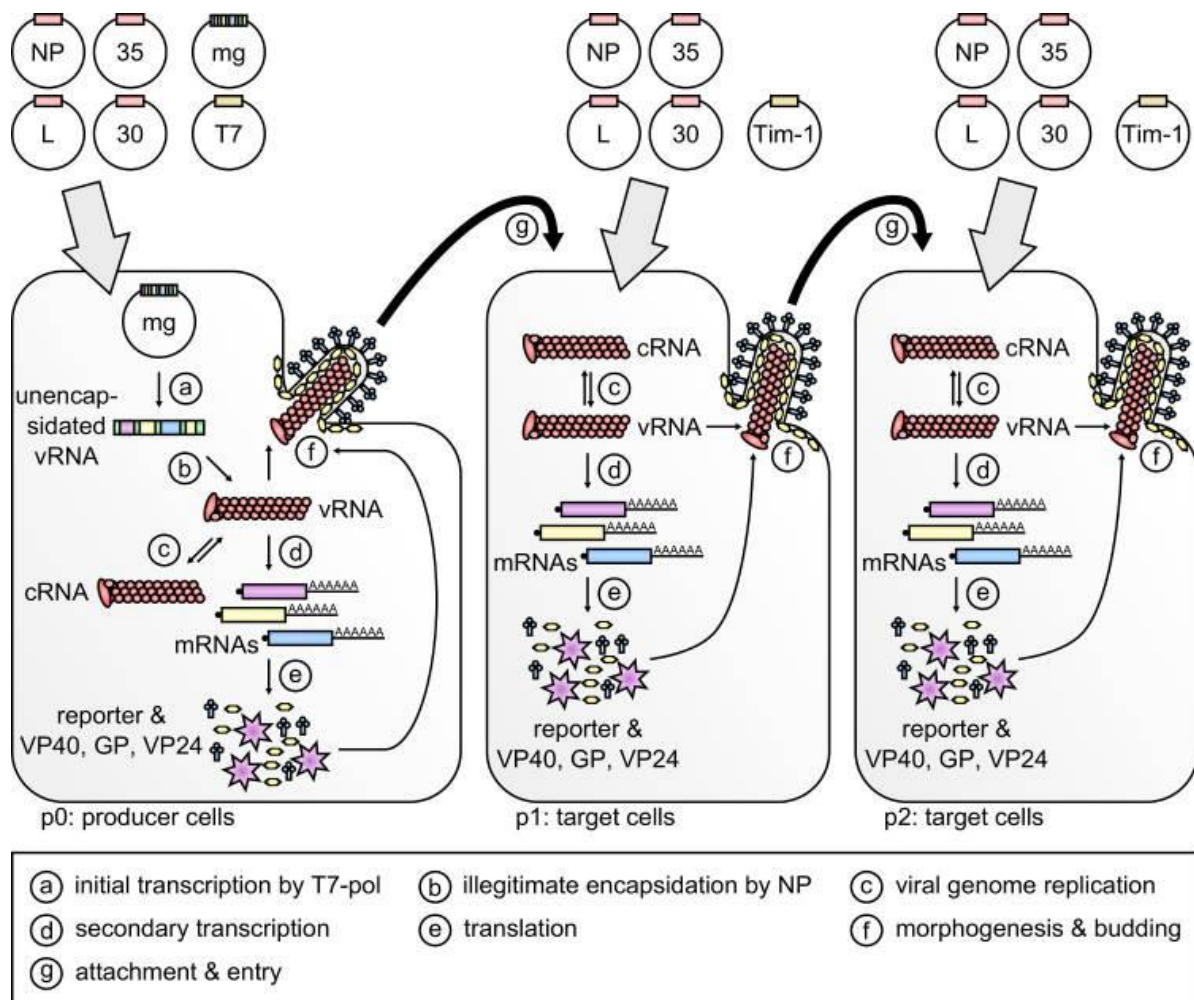 NP 35 mg
L 30 T7
NP 35
L 30 Tim-1
NP 35
L 30 Tim-1
g
g
mg
a
unencap-
sidated
vRNA
b
vRNA
f
c
d
cRNA
AAAAAA
AAAAAA
AAAAAA
mRNAs
e
reporter &
VP40, GP, VP24
p0: producer cells
cRNA
c
vRNA
f
d
AAAAAA
AAAAAA
AAAAAA
mRNAs
e
reporter &
VP40, GP, VP24
p1: target cells
cRNA
c
vRNA
f
d
AAAAAA
AAAAAA
AAAAAA
mRNAs
e
reporter &
VP40, GP, VP24
p2: target cells
a initial transcription by T7-pol b illegitimate encapsidation by NP c viral genome replication
d secondary transcription e translation f morphogenesis & budding
g attachment & entry